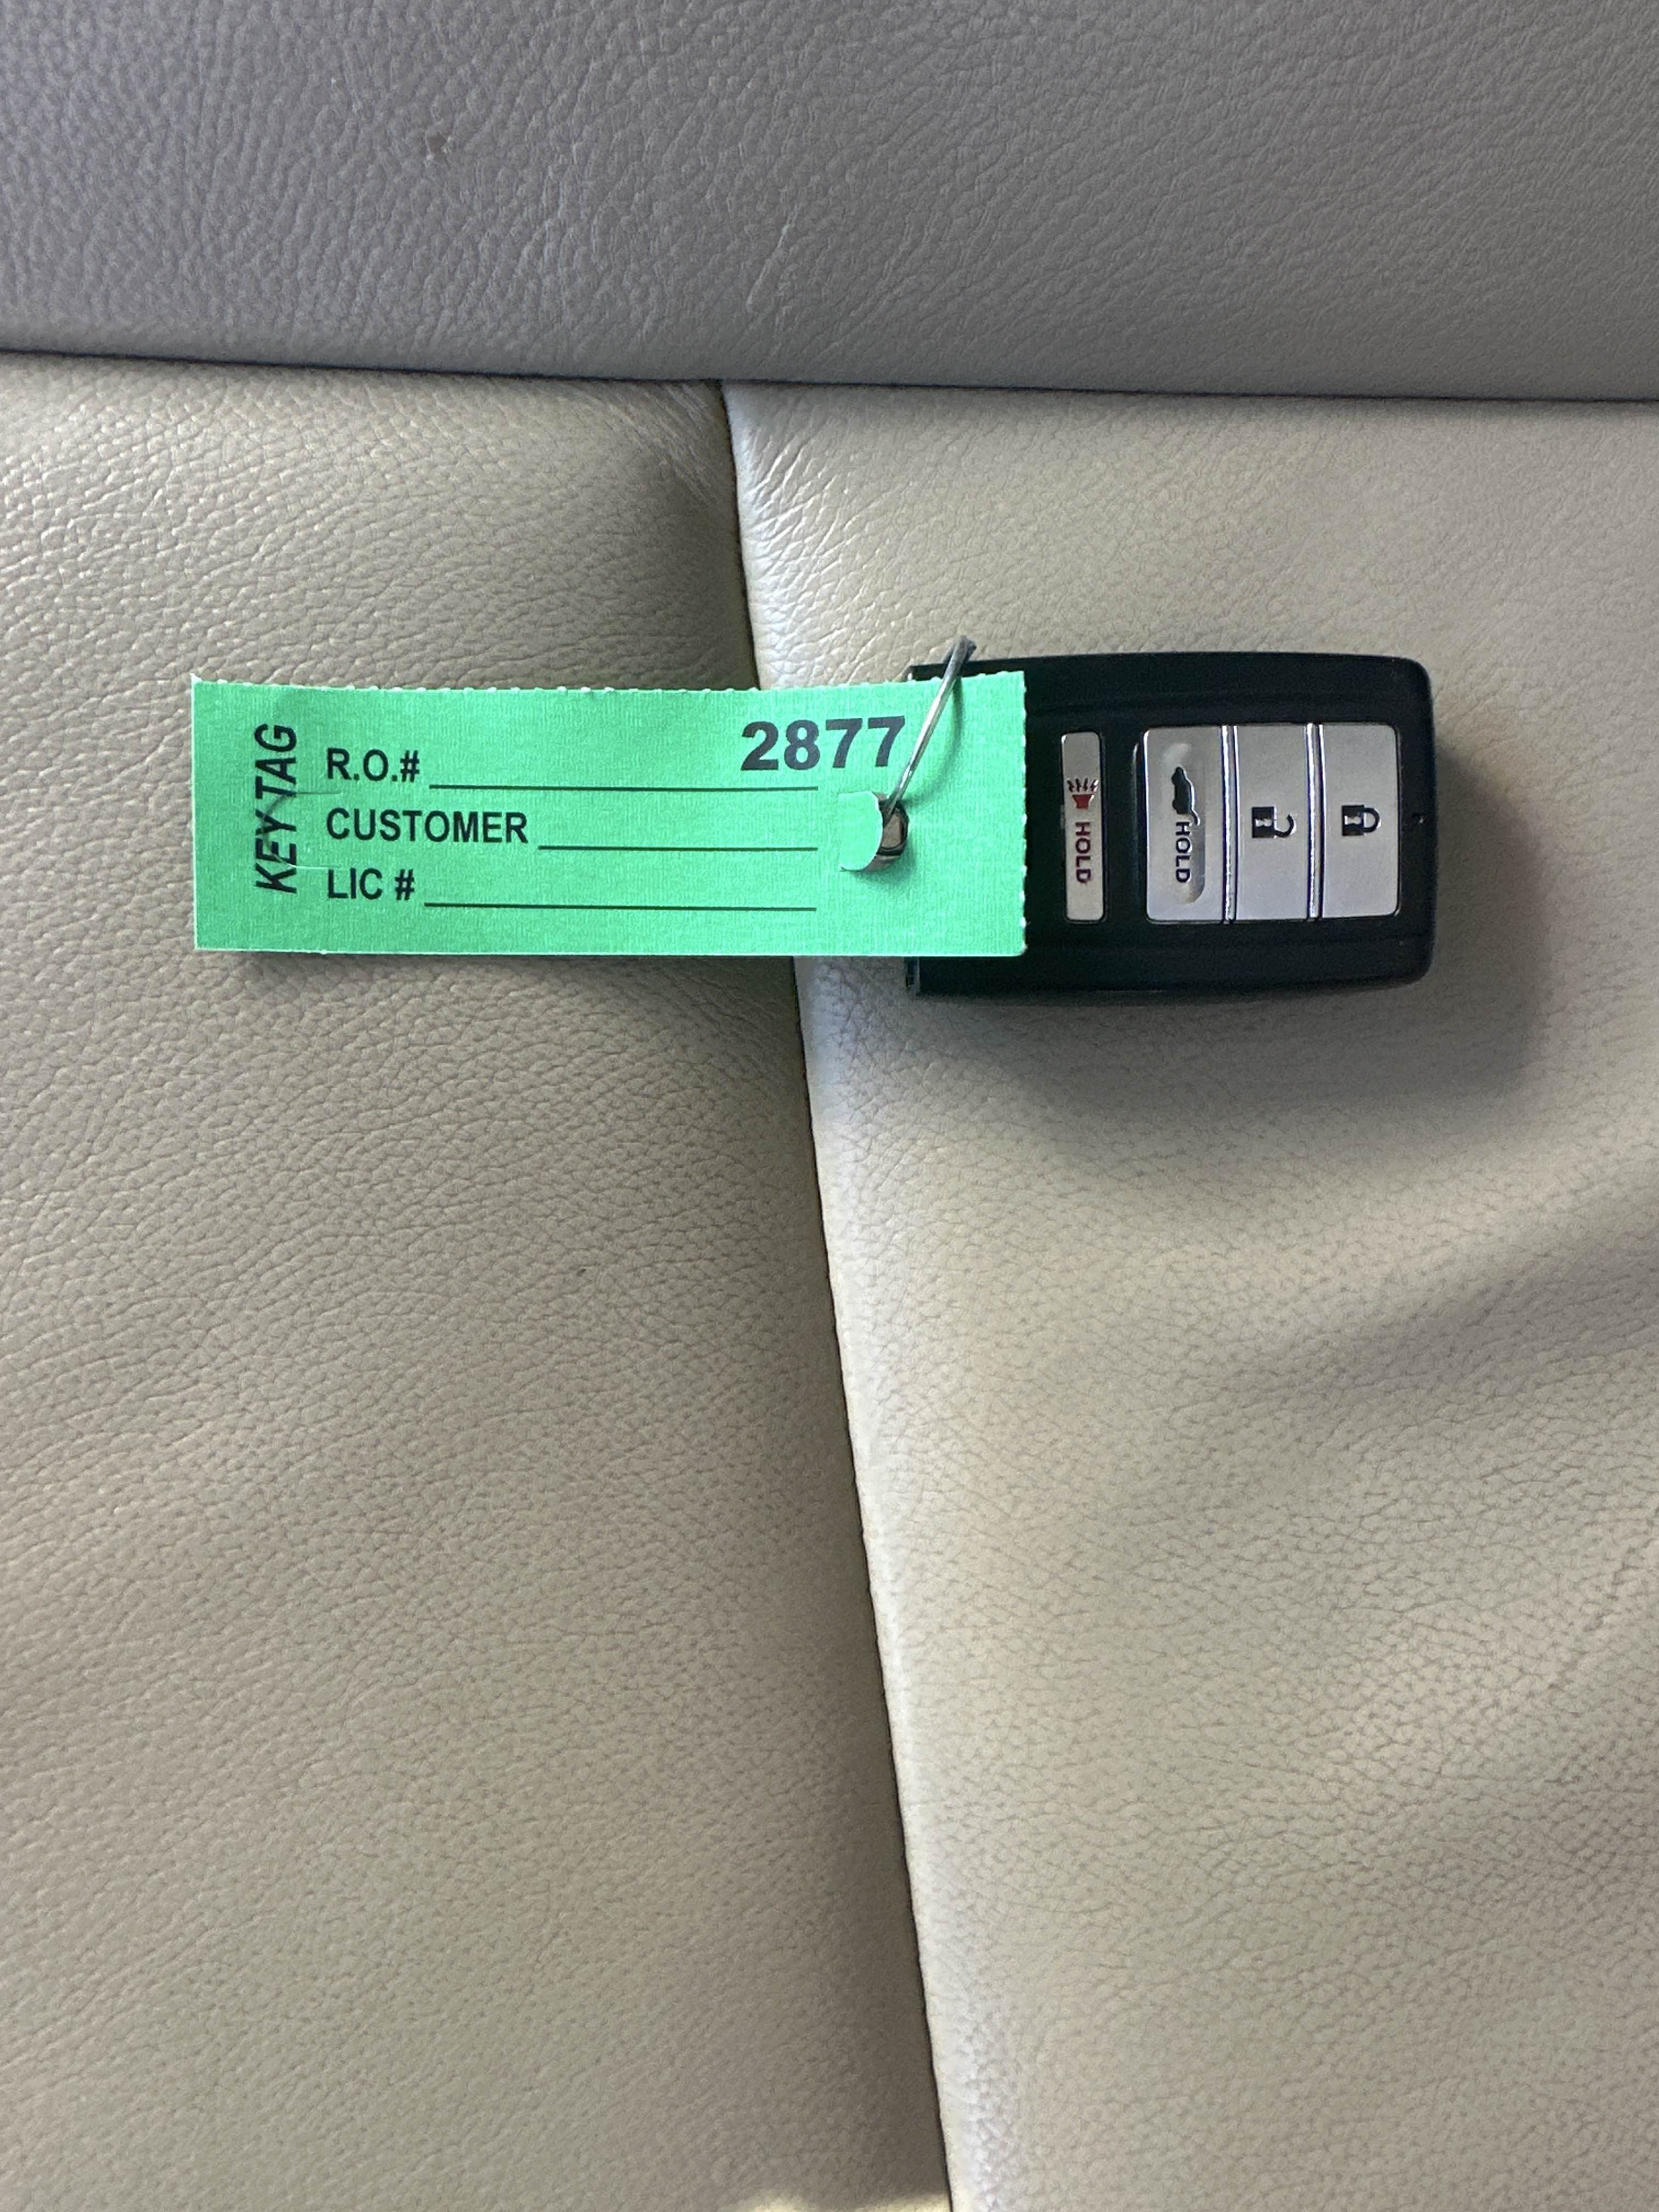 KEY TAG
R.O.# 2877
CUSTOMER
LIC #
HOLD
HOLD